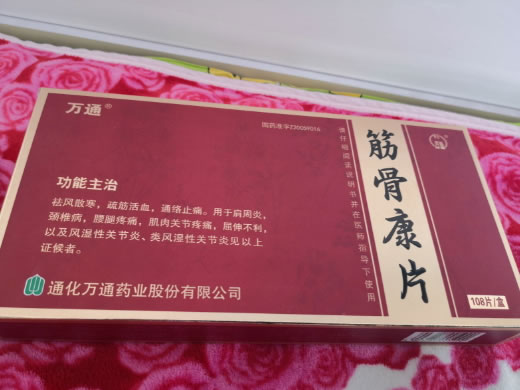 万通®
国药准字Z20059016
请仔细阅读说明书并在医师指导下使用
筋骨康片
功能主治
祛风散寒，疏筋活血，通络止痛。用于肩周炎，
颈椎病，腰腿疼痛，肌肉关节疼痛，屈伸不利，
以及风湿性关节炎、类风湿性关节炎见以上
证候者。
通化万通药业股份有限公司
108片/盒